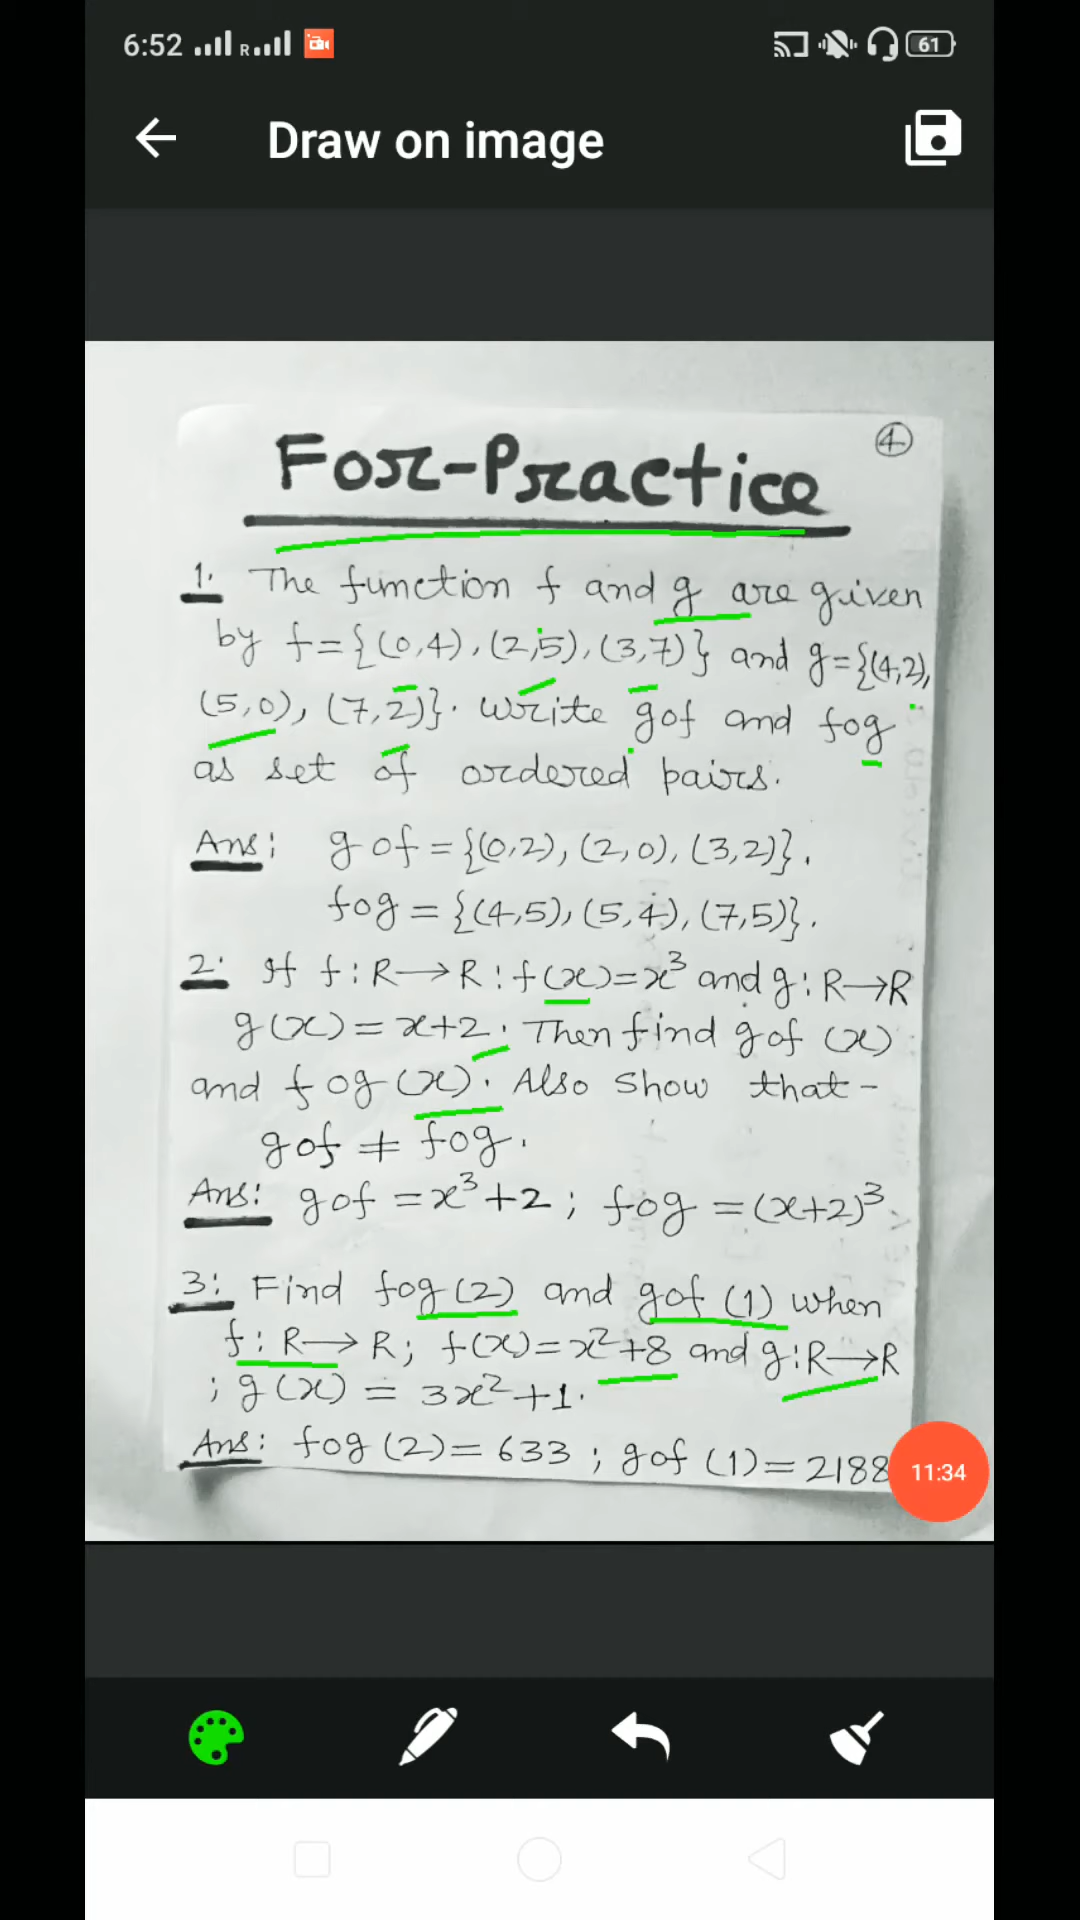 6:52
R
61
Draw on image
4
For-Practice
1. The function f and g are given
by f={(0,4),(2,5),(3,7)} and g={(4,2),
(5,0), (7,2)}. Write gof and fog
as set of ordered pairs.
Ans: gof={(0,2),(2,0),(3,2)}.
fog={(4,5),(5,4),(7,5)}.
2. If f:R→R:f(x)=x³ and g:R→R
g(x)=x+2. Then find gof (x)
and fog(x). Also show that-
gof ≠ fog.
Ans: gof=x³+2; fog=(x+2)³.
3: Find fog(2) and gof(1) when
f:R→R; f(x)=x²+8 and g:R→R
; g(x) = 3x²+1.
Ans: fog(2)=633; gof(1)=2188
11:34